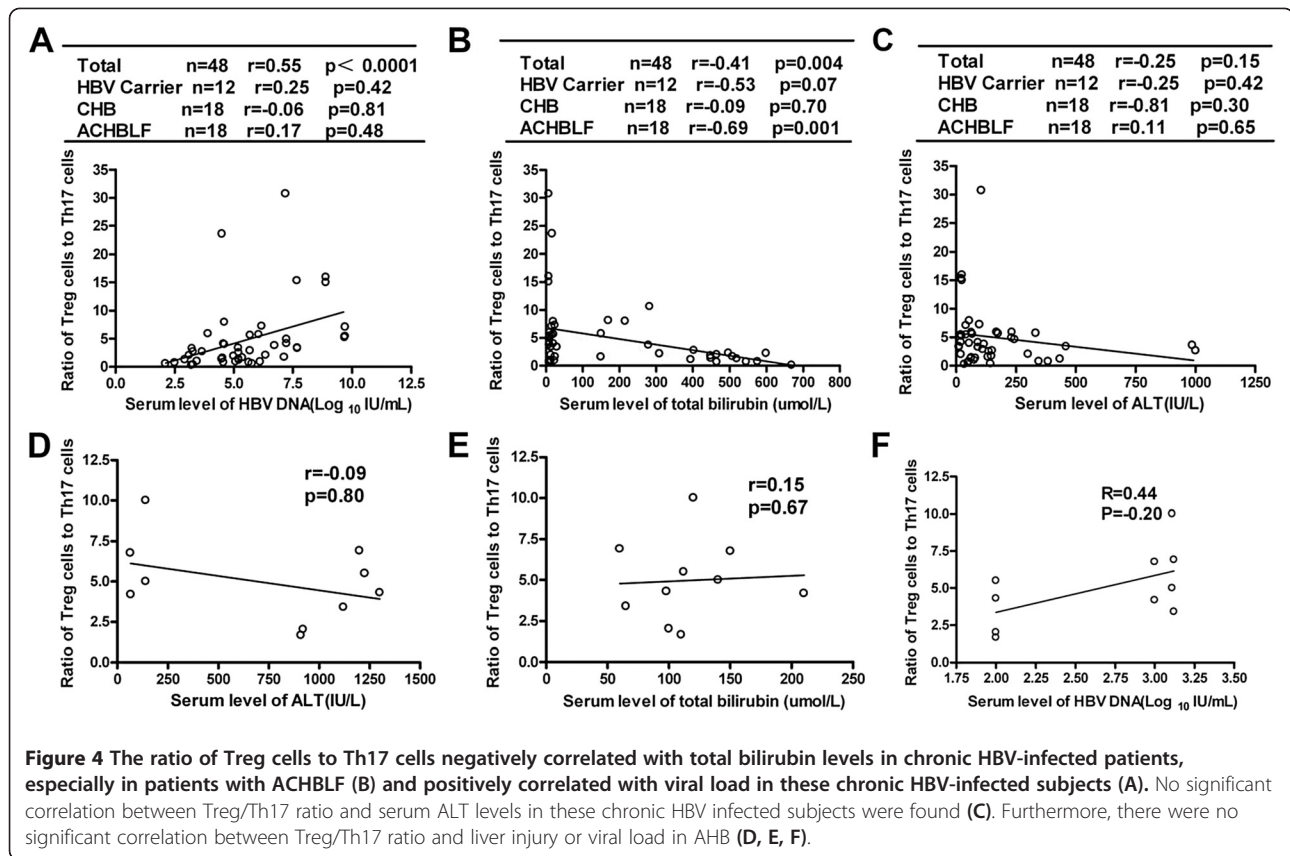 A
Total n=48 r=0.55 p< 0.0001
HBV Carrier n=12 r=0.25 p=0.42
CHB n=18 r=-0.06 p=0.81
ACHBLF n=18 r=0.17 p=0.48
Ratio of Treg cells to Th17 cells
35
30
25
20
15
10
5
0
0.0 2.5 5.0 7.5 10.0 12.5
Serum level of HBV DNA(Log 10 IU/mL)
B
Total n=48 r=-0.41 p=0.004
HBV Carrier n=12 r=-0.53 p=0.07
CHB n=18 r=-0.09 p=0.70
ACHBLF n=18 r=-0.69 p=0.001
Ratio of Treg cells to Th17 cells
35
30
25
20
15
10
5
0
0 100 200 300 400 500 600 700 800
Serum level of total bilirubin (umol/L)
C
Total n=48 r=-0.25 p=0.15
HBV Carrier n=12 r=-0.25 p=0.42
CHB n=18 r=-0.81 p=0.30
ACHBLF n=18 r=0.11 p=0.65
Ratio of Treg cells to Th17 cells
35
30
25
20
15
10
5
0
0 250 500 750 1000 1250
Serum level of ALT(IU/L)
D
r=-0.09
p=0.80
Ratio of Treg cells to Th17 cells
12.5
10.0
7.5
5.0
2.5
0.0
0 250 500 750 1000 1250 1500
Serum level of ALT(IU/L)
E
r=0.15
p=0.67
Ratio of Treg cells to Th17 cells
12.5
10.0
7.5
5.0
2.5
0.0
0 50 100 150 200 250
Serum level of total bilirubin (umol/L)
F
R=0.44
P=-0.20
Ratio of Treg cells to Th17 cells
12.5
10.0
7.5
5.0
2.5
0.0
1.75 2.00 2.25 2.50 2.75 3.00 3.25 3.50
Serum level of HBV DNA(Log 10 IU/mL)
Figure 4 The ratio of Treg cells to Th17 cells negatively correlated with total bilirubin levels in chronic HBV-infected patients,
especially in patients with ACHBLF (B) and positively correlated with viral load in these chronic HBV-infected subjects (A). No significant
correlation between Treg/Th17 ratio and serum ALT levels in these chronic HBV infected subjects were found (C). Furthermore, there were no
significant correlation between Treg/Th17 ratio and liver injury or viral load in AHB (D, E, F).